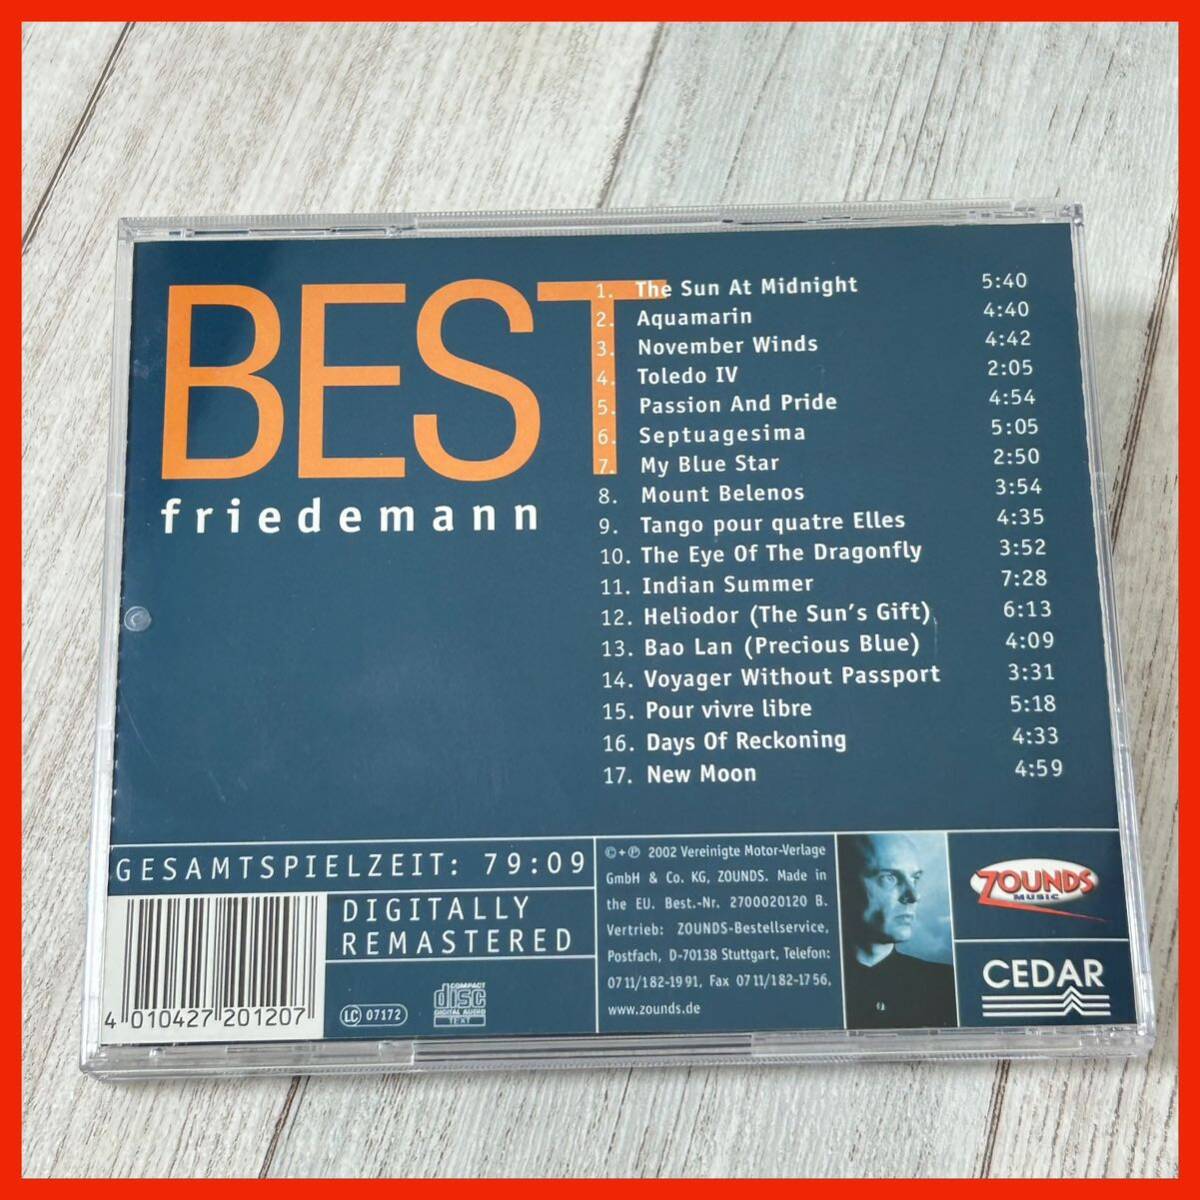 BEST
friedemann
1. The Sun At Midnight 5:40
2. Aquamarin 4:40
3. November Winds 4:42
4. Toledo IV 2:05
5. Passion And Pride 4:54
6. Septuagesima 5:05
7. My Blue Star 2:50
8. Mount Belenos 3:54
9. Tango pour quatre Elles 4:35
10. The Eye Of The Dragonfly 3:52
11. Indian Summer 7:28
12. Heliodor (The Sun's Gift) 6:13
13. Bao Lan (Precious Blue) 4:09
14. Voyager Without Passport 3:31
15. Pour vivre libre 5:18
16. Days Of Reckoning 4:33
17. New Moon 4:59
GESAMTSPIELZEIT: 79:09
DIGITALLY
REMASTERED
4 010427 201207
LC 07172
COMPACT
disc
DIGITAL AUDIO
TEXT
©+℗ 2002 Vereinigte Motor-Verlage
GmbH & Co. KG, ZOUNDS. Made in
the EU. Best.-Nr. 2700020120 B.
Vertrieb: ZOUNDS-Bestellservice,
Postfach, D-70138 Stuttgart, Telefon:
0711/182-1991, Fax 0711/182-1756,
www.zounds.de
ZOUNDS
MUSIC
CEDAR